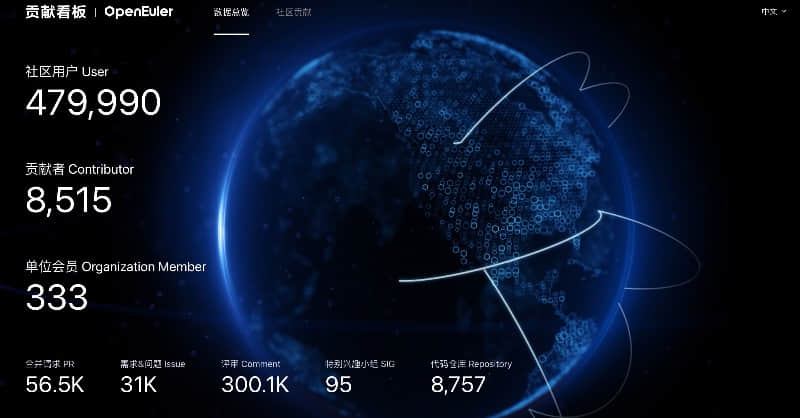 贡献看板 | OpenEuler 数据总览 社区贡献 中文
社区用户 User
479,990
贡献者 Contributor
8,515
单位会员 Organization Member
333
合并请求 PR 需求&问题 Issue 评审 Comment 特别兴趣小组 SIG 代码仓库 Repository
56.5K 31K 300.1K 95 8,757